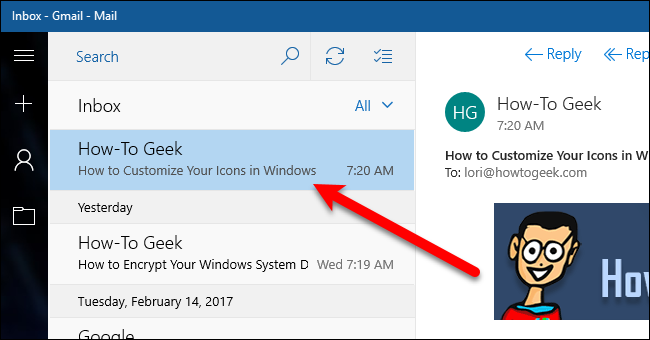 Inbox - Gmail - Mail
Search
Reply
Inbox
All
How-To Geek
How to Customize Your Icons in Windows 7:20 AM
Yesterday
How-To Geek
How to Encrypt Your Windows System D Wed 7:19 AM
Tuesday, February 14, 2017
Google
HG
How-To Geek
7:20 AM
How to Customize Your Icons in W
To: lori@howtogeek.com